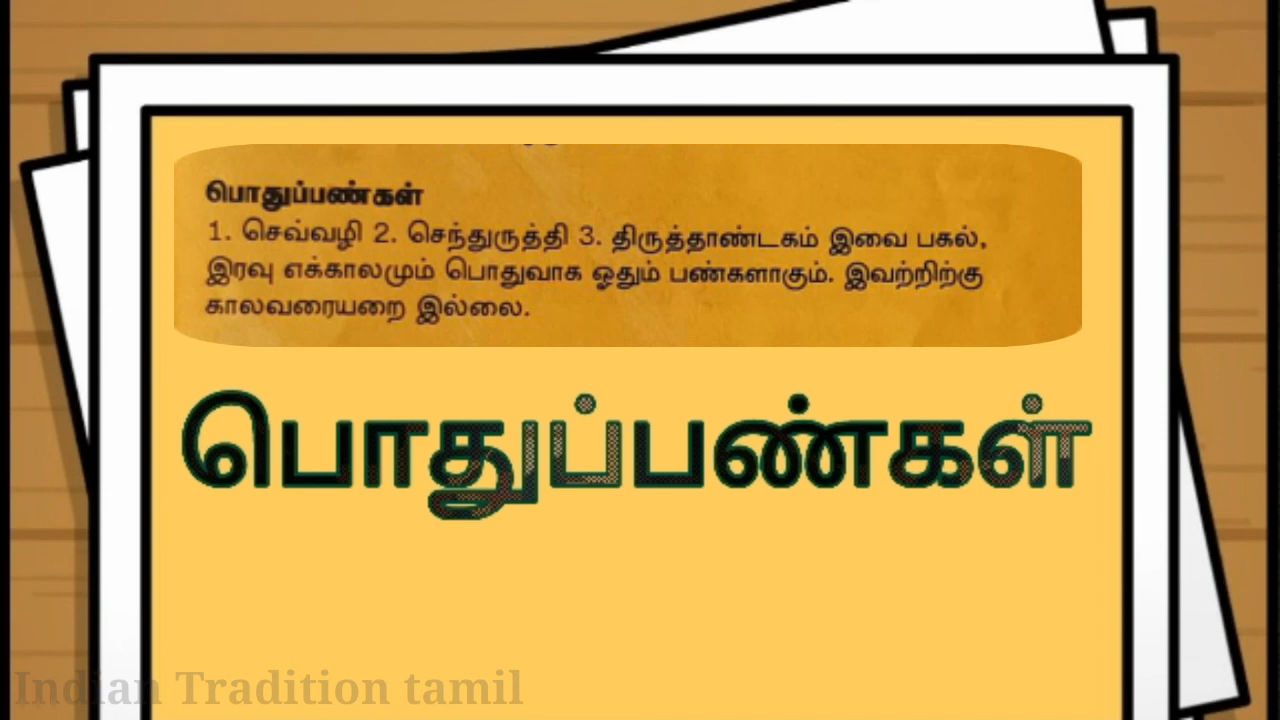 பொதுப்பண்கள்
1. செவ்வழி 2. செந்துருத்தி 3. திருத்தாண்டகம் இவை பகல்,
இரவு எக்காலமும் பொதுவாக ஓதும் பண்களாகும். இவற்றிற்கு
காலவரையறை இல்லை.
பொதுப்பண்கள்
Indian Tradition tamil